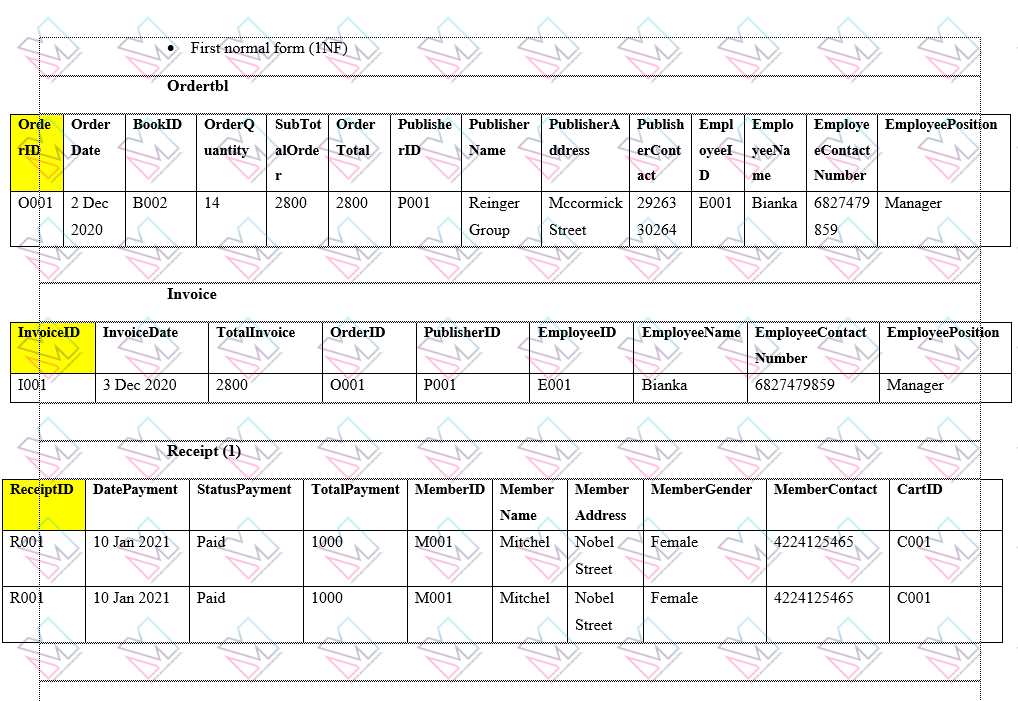 • First normal form (1NF)
Ordertbl
OrderID Order Date BookID OrderQuantity SubTotalOrder Order Total PublisherID Publisher Name PublisherAddress PublisherContact EmployeeID EmployeeName EmployeeContact Number EmployeePosition
O001 2 Dec 2020 B002 14 2800 2800 P001 Reinger Group Mccormick Street 2926330264 E001 Bianka 6827479859 Manager
Invoice
InvoiceID InvoiceDate TotalInvoice OrderID PublisherID EmployeeID EmployeeName EmployeeContact Number EmployeePosition
I001 3 Dec 2020 2800 O001 P001 E001 Bianka 6827479859 Manager
Receipt (1)
ReceiptID DatePayment StatusPayment TotalPayment MemberID Member Name Member Address MemberGender MemberContact CartID
R001 10 Jan 2021 Paid 1000 M001 Mitchel Nobel Street Female 4224125465 C001
R001 10 Jan 2021 Paid 1000 M001 Mitchel Nobel Street Female 4224125465 C001